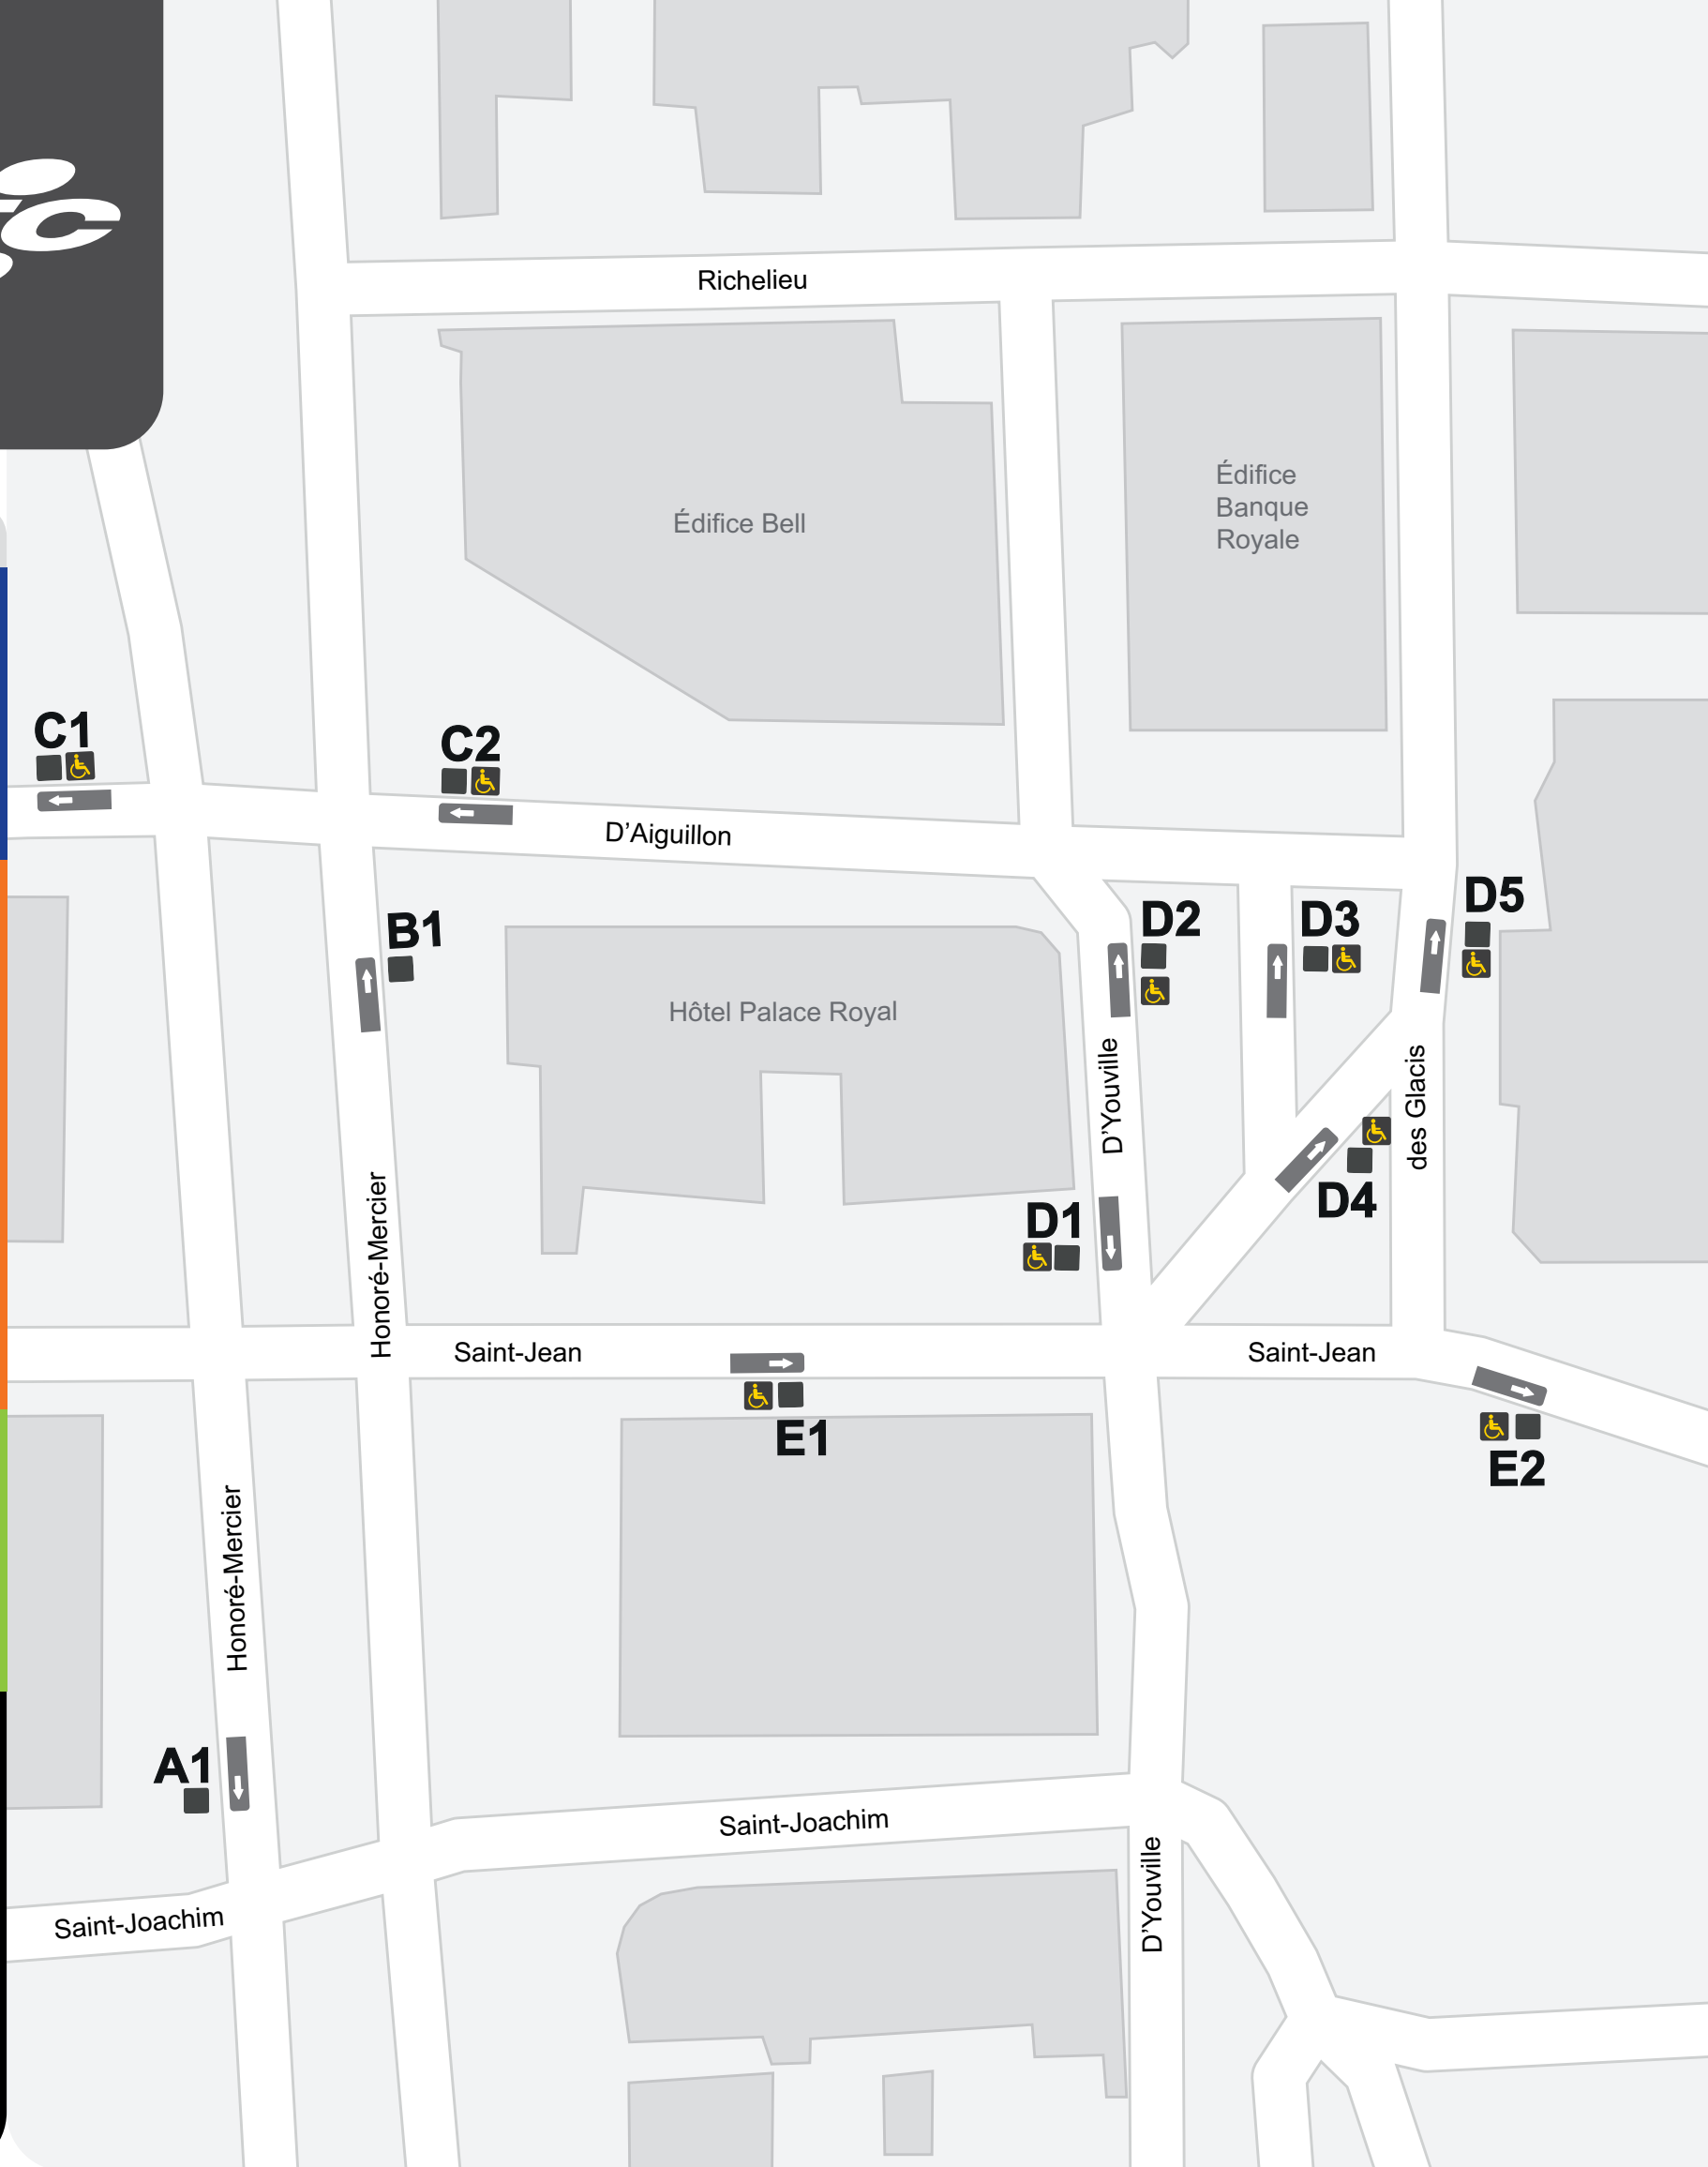 Richelieu
Édifice Bell
Édifice
Banque
Royale
C1
C2
D'Aiguillon
B1
D2
D3
D5
Hôtel Palace Royal
D'Youville
des Glacis
D4
D1
Honoré-Mercier
Saint-Jean
Saint-Jean
E1
E2
Honoré-Mercier
A1
Saint-Joachim
Saint-Joachim
D'Youville